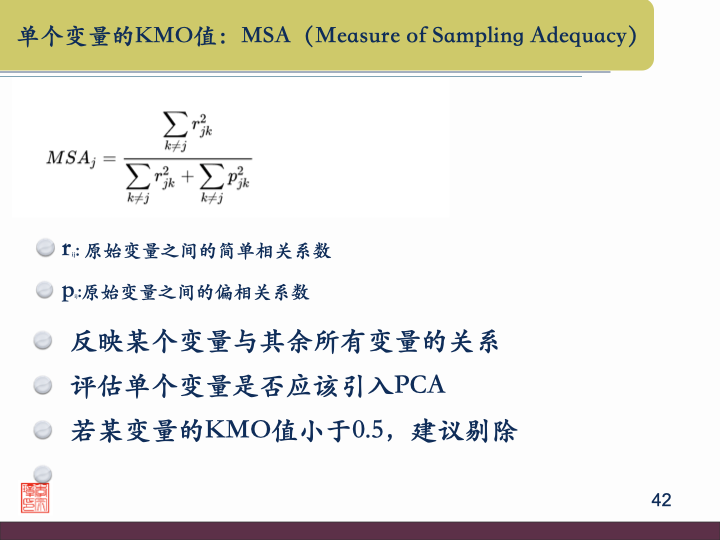 单个变量的KMO值：MSA（Measure of Sampling Adequacy）
MSA_j = \frac{\sum_{k≠j} r_{jk}^2}{\sum_{k≠j} r_{jk}^2 + \sum_{k≠j} p_{jk}^2}
r_{ij}: 原始变量之间的简单相关系数
p:原始变量之间的偏相关系数
反映某个变量与其余所有变量的关系
评估单个变量是否应该引入PCA
若某变量的KMO值小于0.5，建议剔除
42